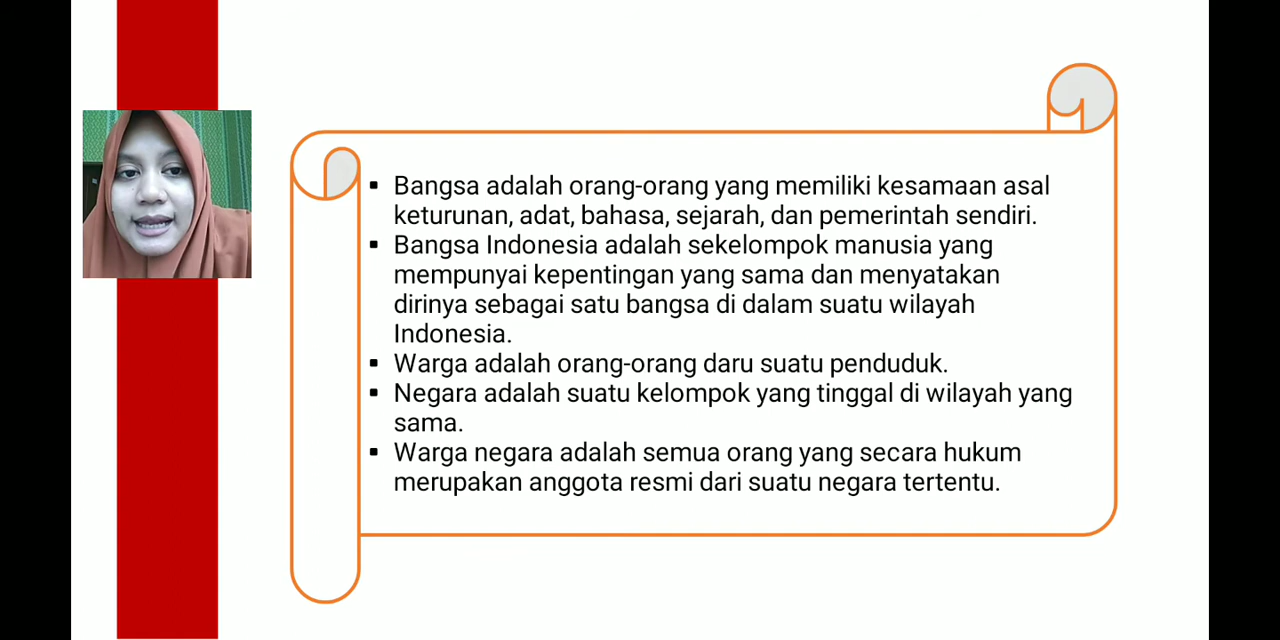 Bangsa adalah orang-orang yang memiliki kesamaan asal
keturunan, adat, bahasa, sejarah, dan pemerintah sendiri.
Bangsa Indonesia adalah sekelompok manusia yang
mempunyai kepentingan yang sama dan menyatakan
dirinya sebagai satu bangsa di dalam suatu wilayah
Indonesia.
Warga adalah orang-orang daru suatu penduduk.
Negara adalah suatu kelompok yang tinggal di wilayah yang
sama.
Warga negara adalah semua orang yang secara hukum
merupakan anggota resmi dari suatu negara tertentu.